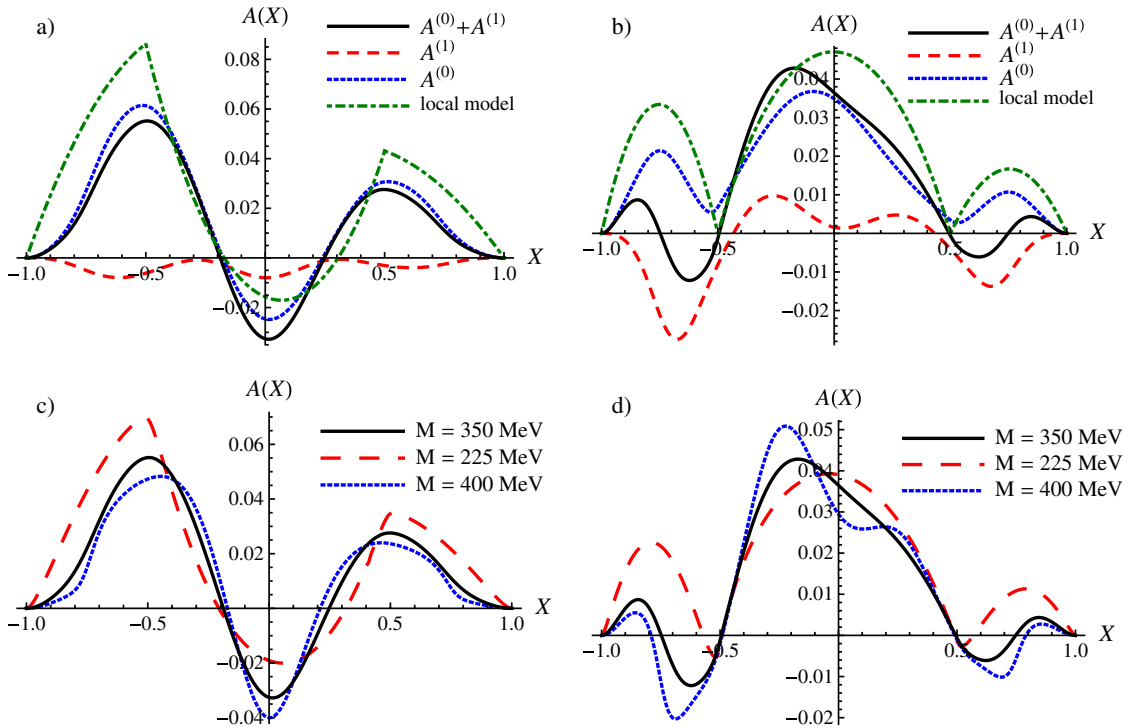 a)
A(X)
A^(0)+A^(1)
A^(1)
A^(0)
local model
0.08
0.06
0.04
0.02
−0.02
−1.0
−0.5
0.5
1.0
X
b)
A(X)
A^(0)+A^(1)
A^(1)
A^(0)
local model
0.04
0.03
0.02
0.01
−0.01
−0.02
−1.0
−0.5
0.5
1.0
X
c)
A(X)
M = 350 MeV
M = 225 MeV
M = 400 MeV
0.06
0.04
0.02
−0.02
−0.04
−1.0
−0.5
0.5
1.0
X
d)
A(X)
M = 350 MeV
M = 225 MeV
M = 400 MeV
0.05
0.04
0.03
0.02
0.01
−0.01
−0.02
−1.0
−0.5
0.5
1.0
X